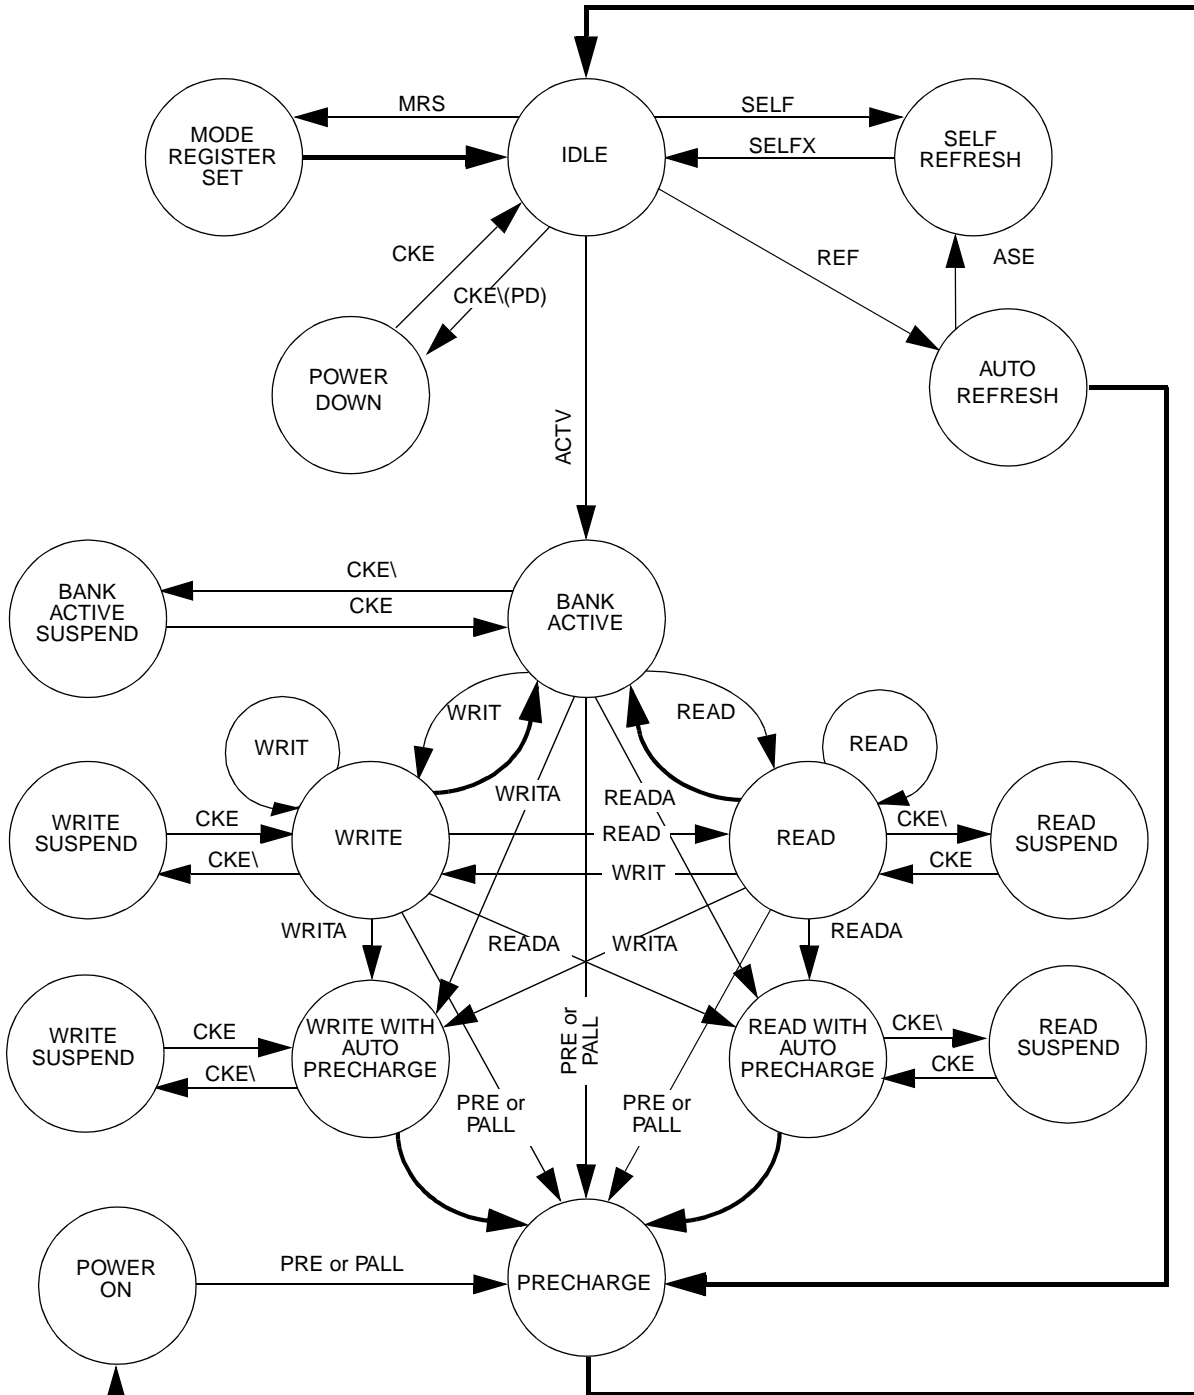 MRS
SELF
MODE
REGISTER
SET
IDLE
SELFX
SELF
REFRESH
CKE
REF
ASE
CKE\(PD)
POWER
DOWN
AUTO
REFRESH
ACTV
CKE\
BANK
ACTIVE
SUSPEND
CKE
BANK
ACTIVE
WRIT
READ
WRIT
READ
WRITA
READA
WRITE
SUSPEND
CKE
CKE\
WRITE
READ
WRIT
READ
CKE\
CKE
READ
SUSPEND
WRITA
READA
WRITA
READA
WRITE
SUSPEND
CKE
CKE\
WRITE WITH
AUTO
PRECHARGE
PRE or
PALL
READ WITH
AUTO
PRECHARGE
CKE\
CKE
READ
SUSPEND
PRE or
PALL
PRE or
PALL
POWER
ON
PRE or PALL
PRECHARGE